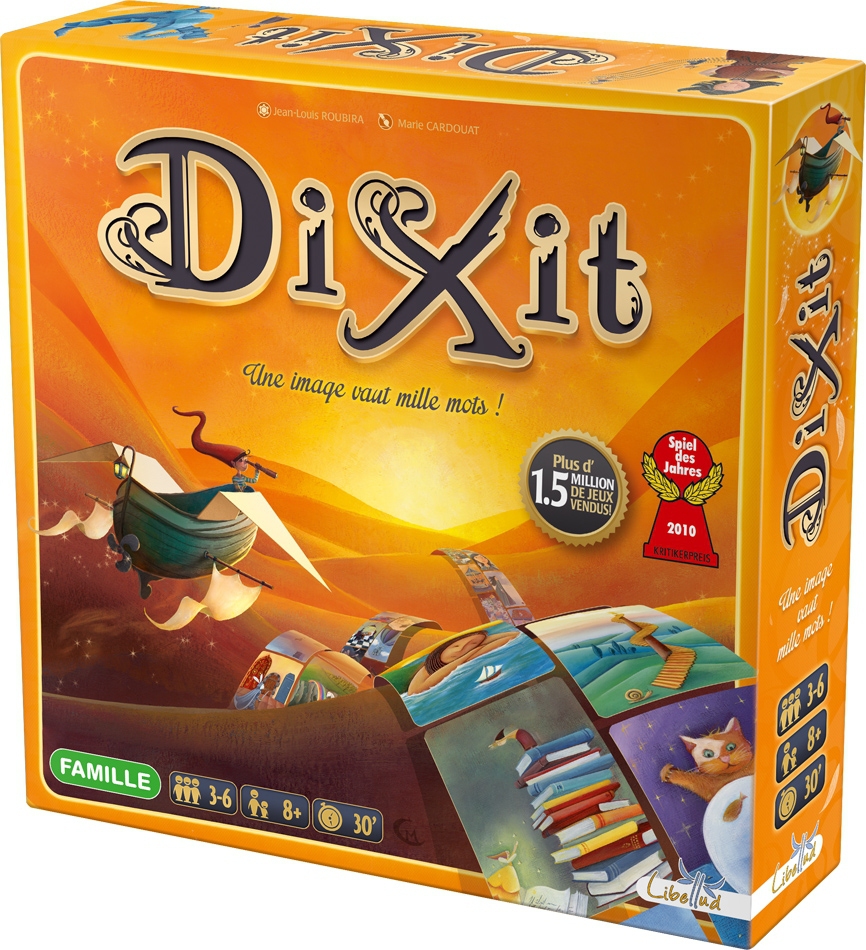 DiXit
Jean-Louis ROUBIRA
Marie CARDOUAT
DiXit
Une image vaut mille mots !
Plus d'
1.5 MILLION
DE JEUX
VENDUS!
Spiel
des
Jahres
2010
KRITIKERPREIS
FAMILLE
3-6
8+
30'
Libellud
DiXit
Une image
vaut
mille mots !
3-6
8+
30'
Libellud